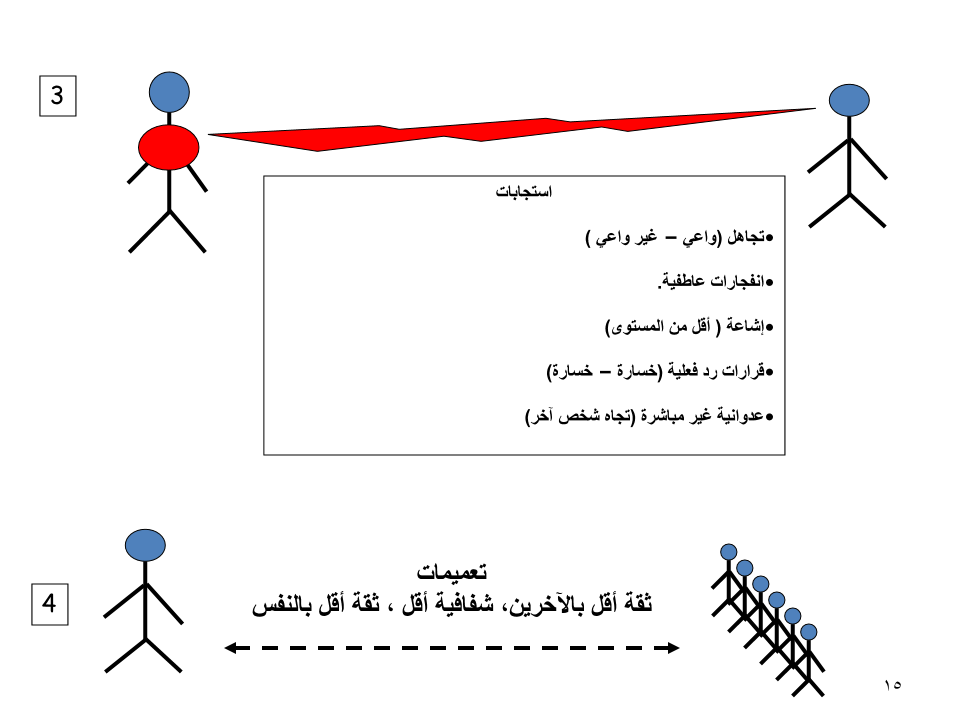 3
استجابات
•تجاهل (واعي – غير واعي )
•انفجارات عاطفية.
•إشاعة ( أقل من المستوى)
•قرارات رد فعلية (خسارة – خسارة)
•عدوانية غير مباشرة (تجاه شخص آخر)
4
تعميمات
ثقة أقل بالآخرين، شفافية أقل ، ثقة أقل بالنفس
١٥